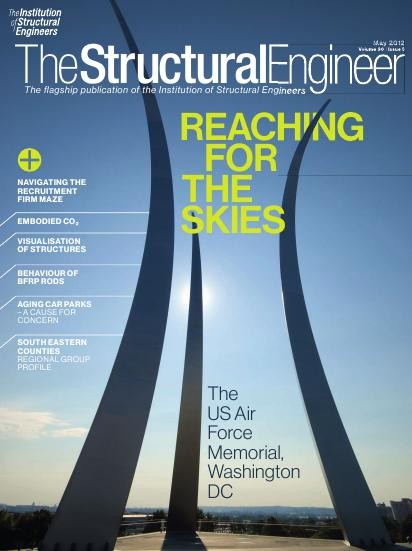 The Institution
of Structural
Engineers
May 2012
Volume 90 Issue 5
TheStructuralEngineer
The flagship publication of the Institution of Structural Engineers
REACHING
FOR
THE
SKIES
NAVIGATING THE
RECRUITMENT
FIRM MAZE
EMBODIED CO₂
VISUALISATION
OF STRUCTURES
BEHAVIOUR OF
BFRP RODS
AGING CAR PARKS
– A CAUSE FOR
CONCERN
SOUTH EASTERN
COUNTIES
REGIONAL GROUP
PROFILE
The
US Air
Force
Memorial,
Washington
DC